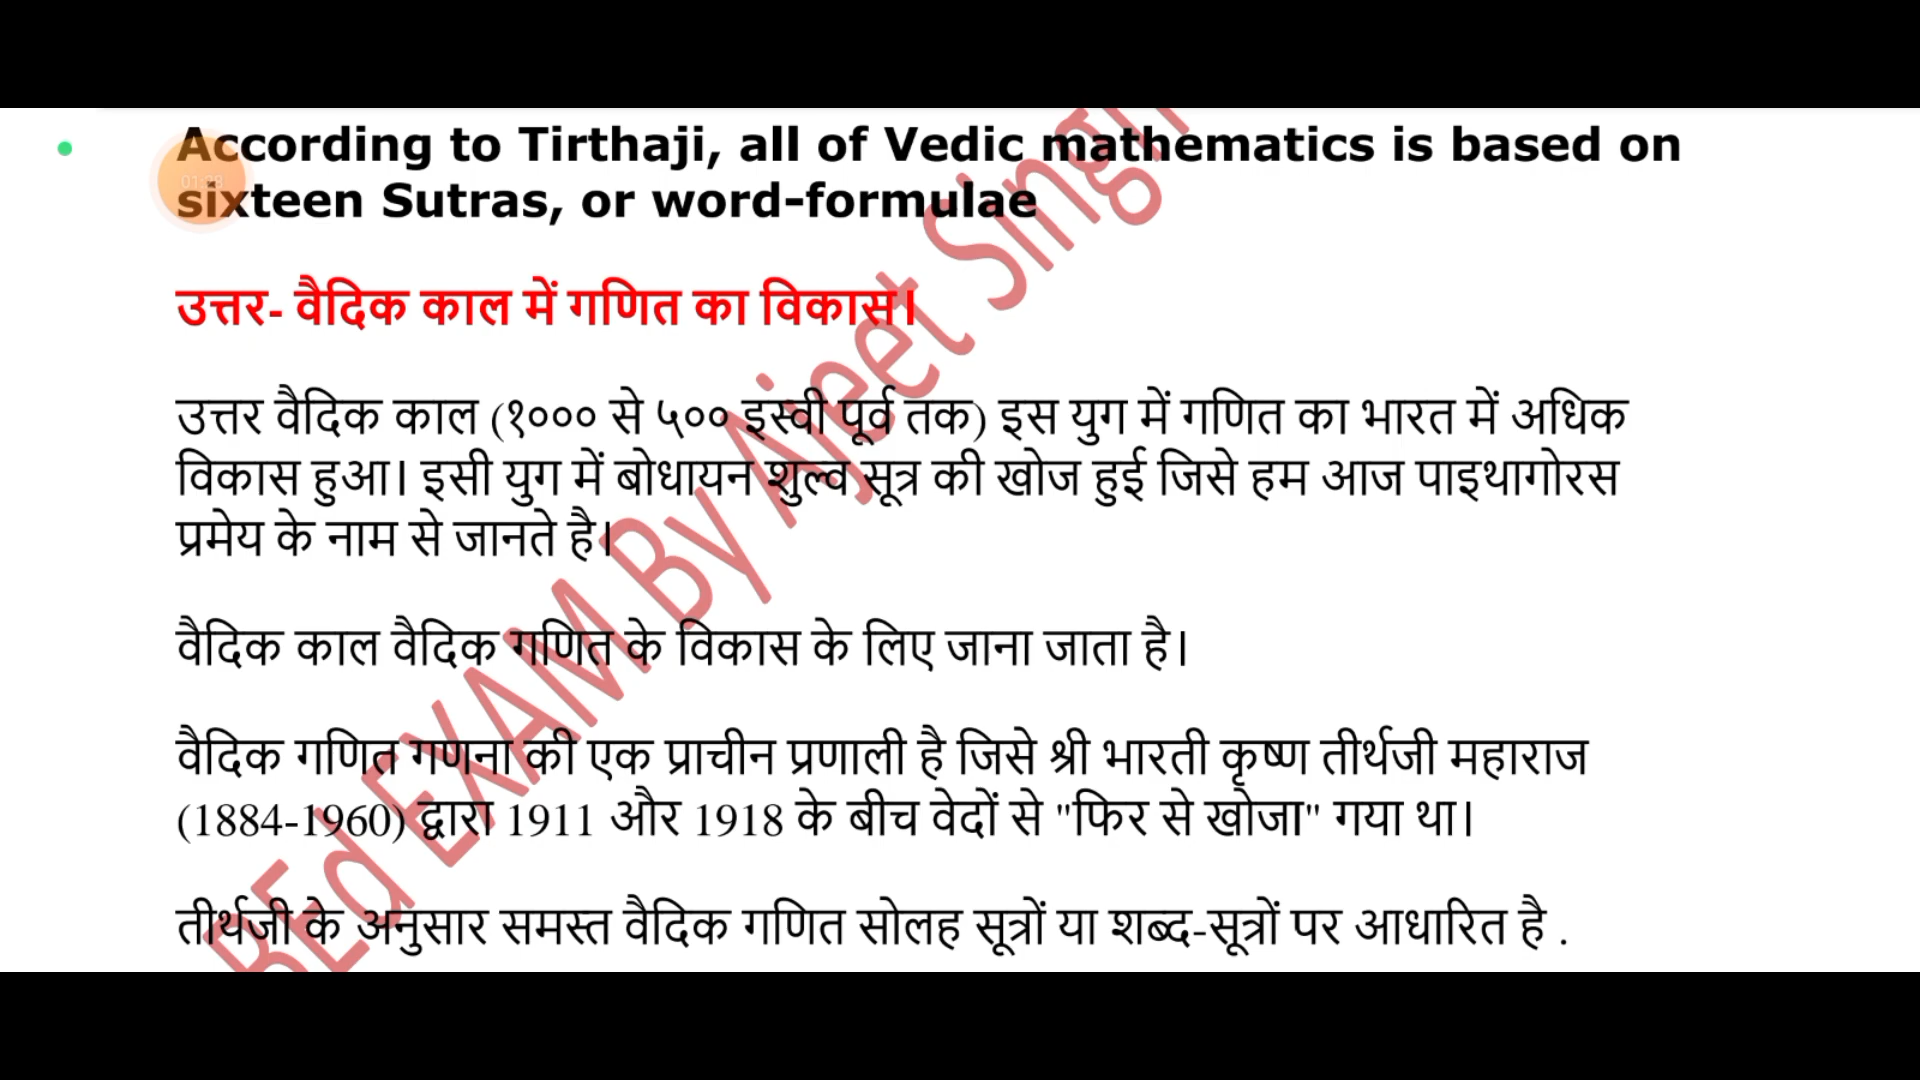 According to Tirthaji, all of Vedic mathematics is based on
sixteen Sutras, or word-formulae
उत्तर- वैदिक काल में गणित का विकास।
उत्तर वैदिक काल (१००० से ५०० इस्वी पूर्व तक) इस युग में गणित का भारत में अधिक
विकास हुआ। इसी युग में बोधायन शुल्व सूत्र की खोज हुई जिसे हम आज पाइथागोरस
प्रमेय के नाम से जानते है।
वैदिक काल वैदिक गणित के विकास के लिए जाना जाता है।
वैदिक गणित गणना की एक प्राचीन प्रणाली है जिसे श्री भारती कृष्ण तीर्थजी महाराज
(1884-1960) द्वारा 1911 और 1918 के बीच वेदों से "फिर से खोजा" गया था।
तीर्थजी के अनुसार समस्त वैदिक गणित सोलह सूत्रों या शब्द-सूत्रों पर आधारित है .
BEd EXAM By Ajeet Singh